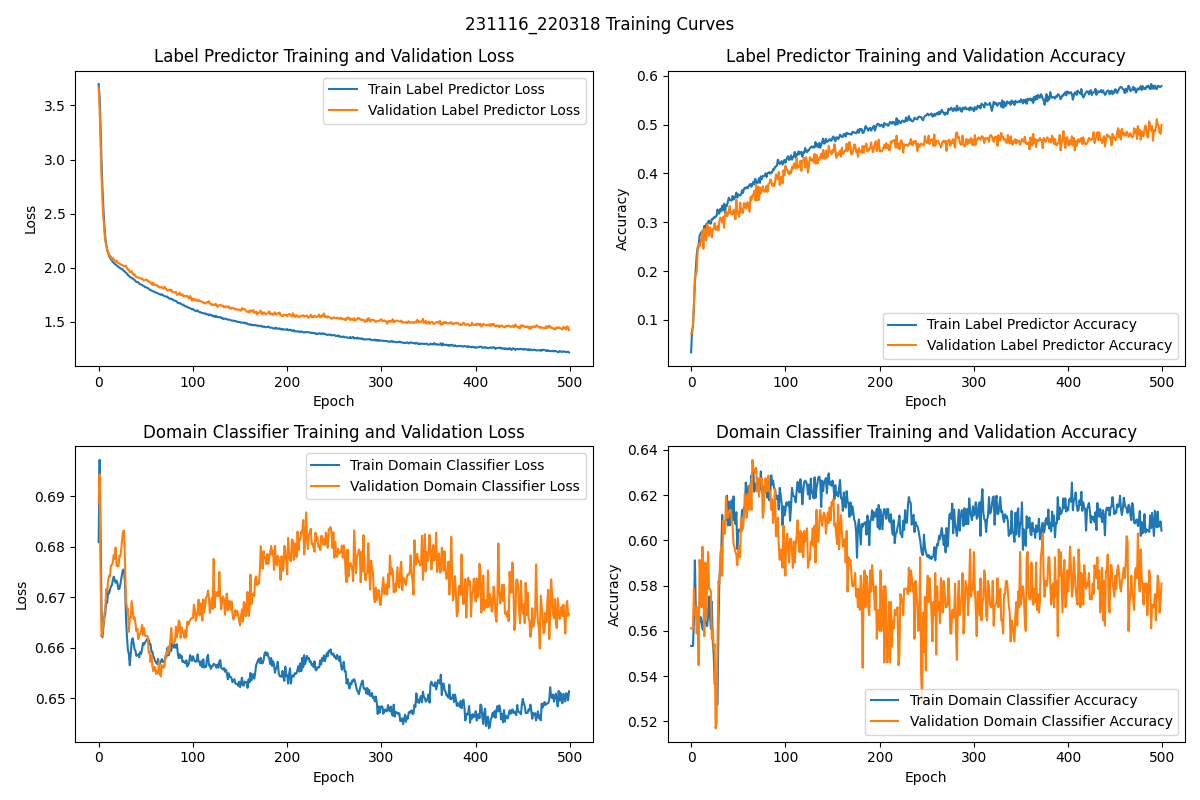 231116_220318 Training Curves
Label Predictor Training and Validation Loss
Train Label Predictor Loss
Validation Label Predictor Loss
3.5
3.0
2.5
2.0
1.5
Loss
0 100 200 300 400 500
Epoch
Label Predictor Training and Validation Accuracy
0.6
0.5
0.4
0.3
0.2
0.1
Accuracy
Train Label Predictor Accuracy
Validation Label Predictor Accuracy
0 100 200 300 400 500
Epoch
Domain Classifier Training and Validation Loss
Train Domain Classifier Loss
Validation Domain Classifier Loss
0.69
0.68
0.67
0.66
0.65
Loss
0 100 200 300 400 500
Epoch
Domain Classifier Training and Validation Accuracy
0.64
0.62
0.60
0.58
0.56
0.54
0.52
Accuracy
Train Domain Classifier Accuracy
Validation Domain Classifier Accuracy
0 100 200 300 400 500
Epoch